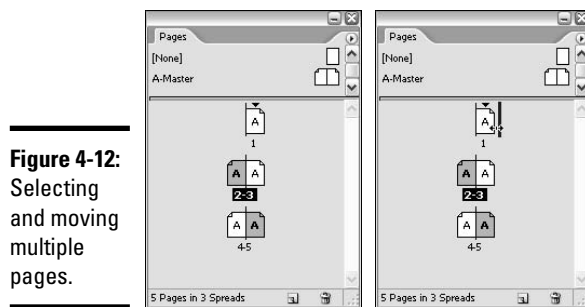 Figure 4-12:
Selecting
and moving
multiple
pages.
Pages
[None]
A-Master
A
1
A A
2-3
A A
4-5
5 Pages in 3 Spreads
Pages
[None]
A-Master
A
1
A A
2-3
A A
4-5
5 Pages in 3 Spreads